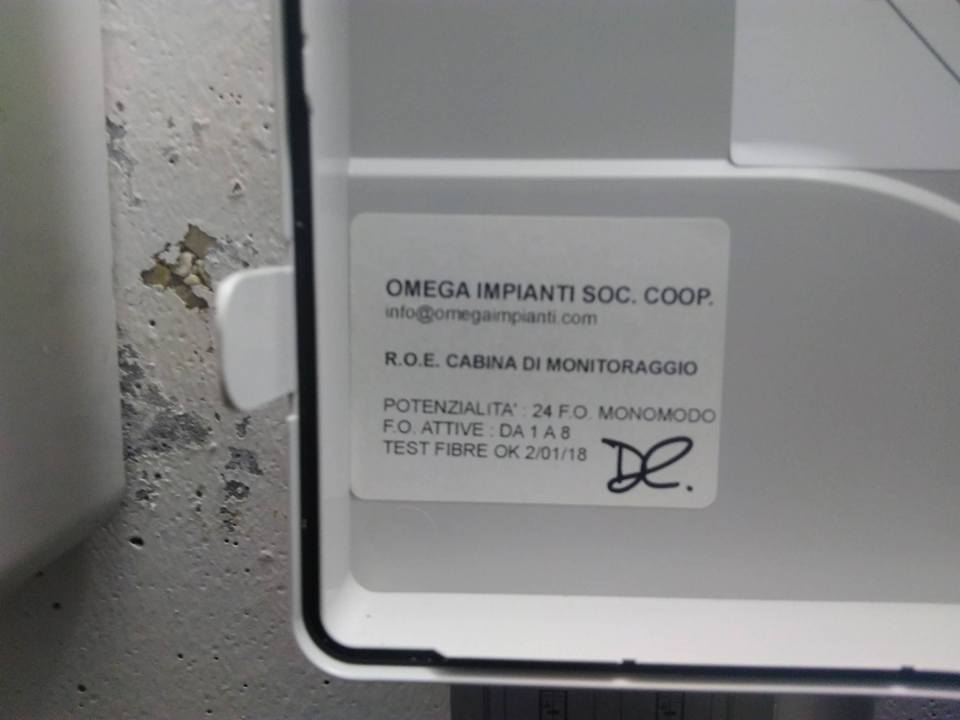 OMEGA IMPIANTI SOC. COOP.
info@omegaimpianti.com
R.O.E. CABINA DI MONITORAGGIO
POTENZIALITA' : 24 F.O. MONOMODO
F.O. ATTIVE : DA 1 A 8
TEST FIBRE OK 2/01/18
DC.